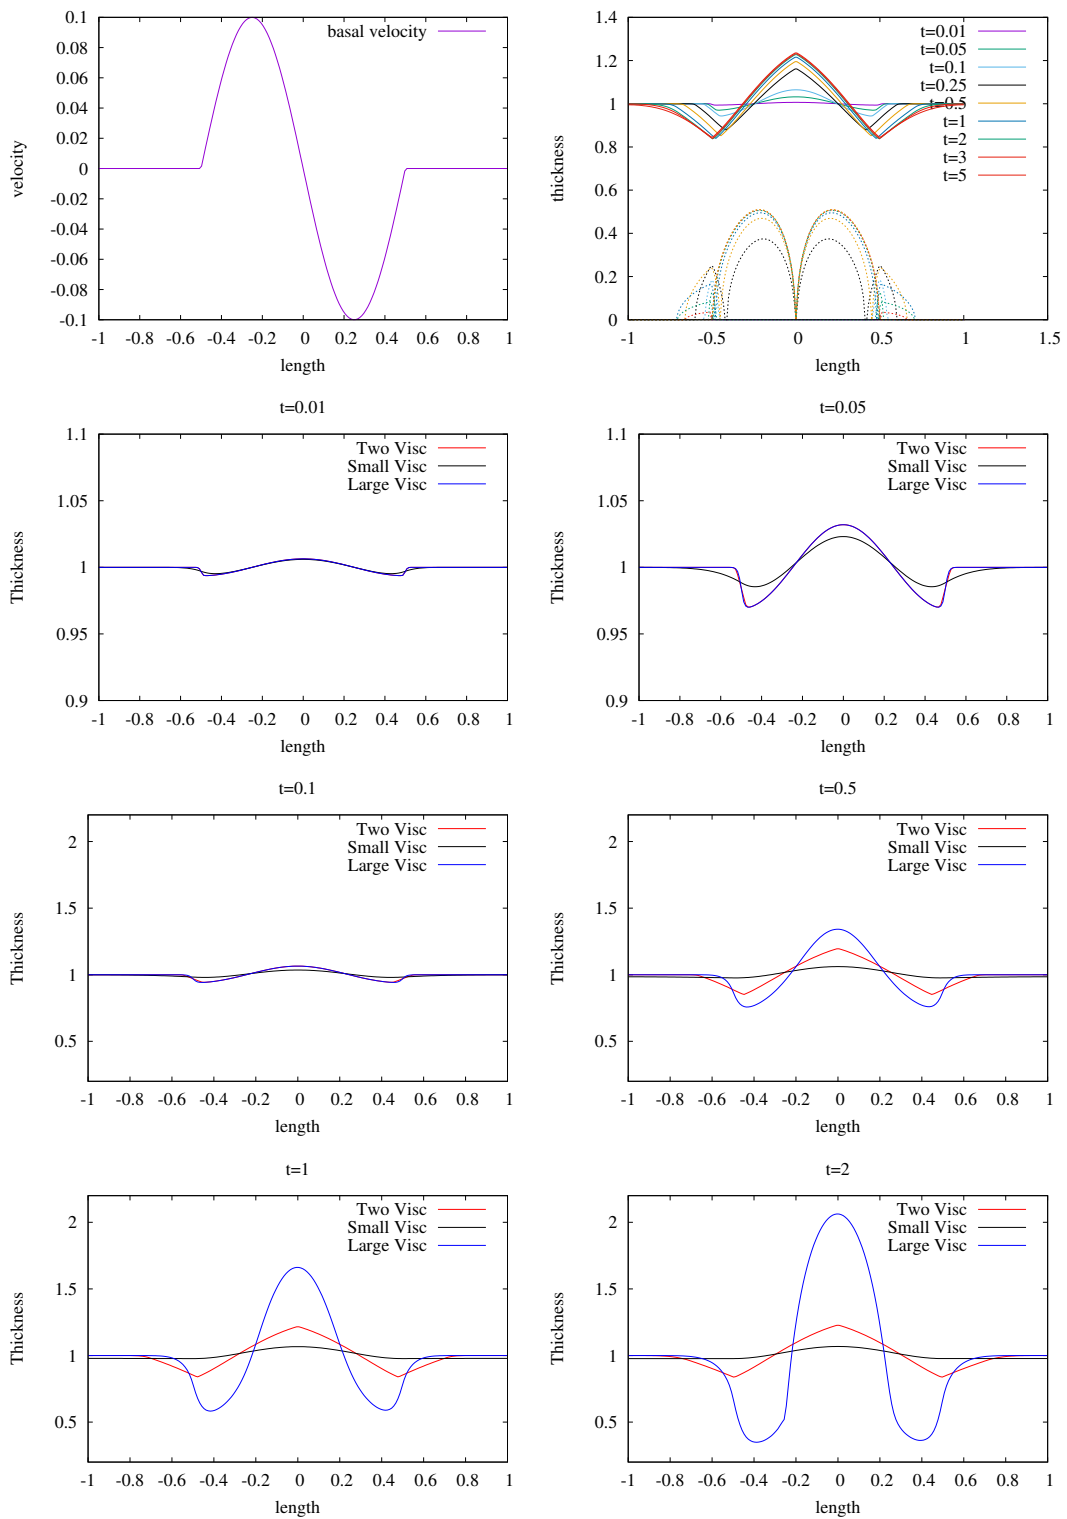 0.1
0.08
0.06
0.04
0.02
0
-0.02
-0.04
-0.06
-0.08
-0.1
velocity
basal velocity
-1 -0.8 -0.6 -0.4 -0.2 0 0.2 0.4 0.6 0.8 1
length
1.4
1.2
1
0.8
0.6
0.4
0.2
0
thickness
t=0.01
t=0.05
t=0.1
t=0.25
t=0.5
t=1
t=2
t=3
t=5
-1 -0.5 0 0.5 1 1.5
length
t=0.01
1.1
1.05
1
0.95
0.9
Thickness
Two Visc
Small Visc
Large Visc
-1 -0.8 -0.6 -0.4 -0.2 0 0.2 0.4 0.6 0.8 1
length
t=0.05
1.1
1.05
1
0.95
0.9
Thickness
Two Visc
Small Visc
Large Visc
-1 -0.8 -0.6 -0.4 -0.2 0 0.2 0.4 0.6 0.8 1
length
t=0.1
2
1.5
1
0.5
Thickness
Two Visc
Small Visc
Large Visc
-1 -0.8 -0.6 -0.4 -0.2 0 0.2 0.4 0.6 0.8 1
length
t=0.5
2
1.5
1
0.5
Thickness
Two Visc
Small Visc
Large Visc
-1 -0.8 -0.6 -0.4 -0.2 0 0.2 0.4 0.6 0.8 1
length
t=1
2
1.5
1
0.5
Thickness
Two Visc
Small Visc
Large Visc
-1 -0.8 -0.6 -0.4 -0.2 0 0.2 0.4 0.6 0.8 1
length
t=2
2
1.5
1
0.5
Thickness
Two Visc
Small Visc
Large Visc
-1 -0.8 -0.6 -0.4 -0.2 0 0.2 0.4 0.6 0.8 1
length